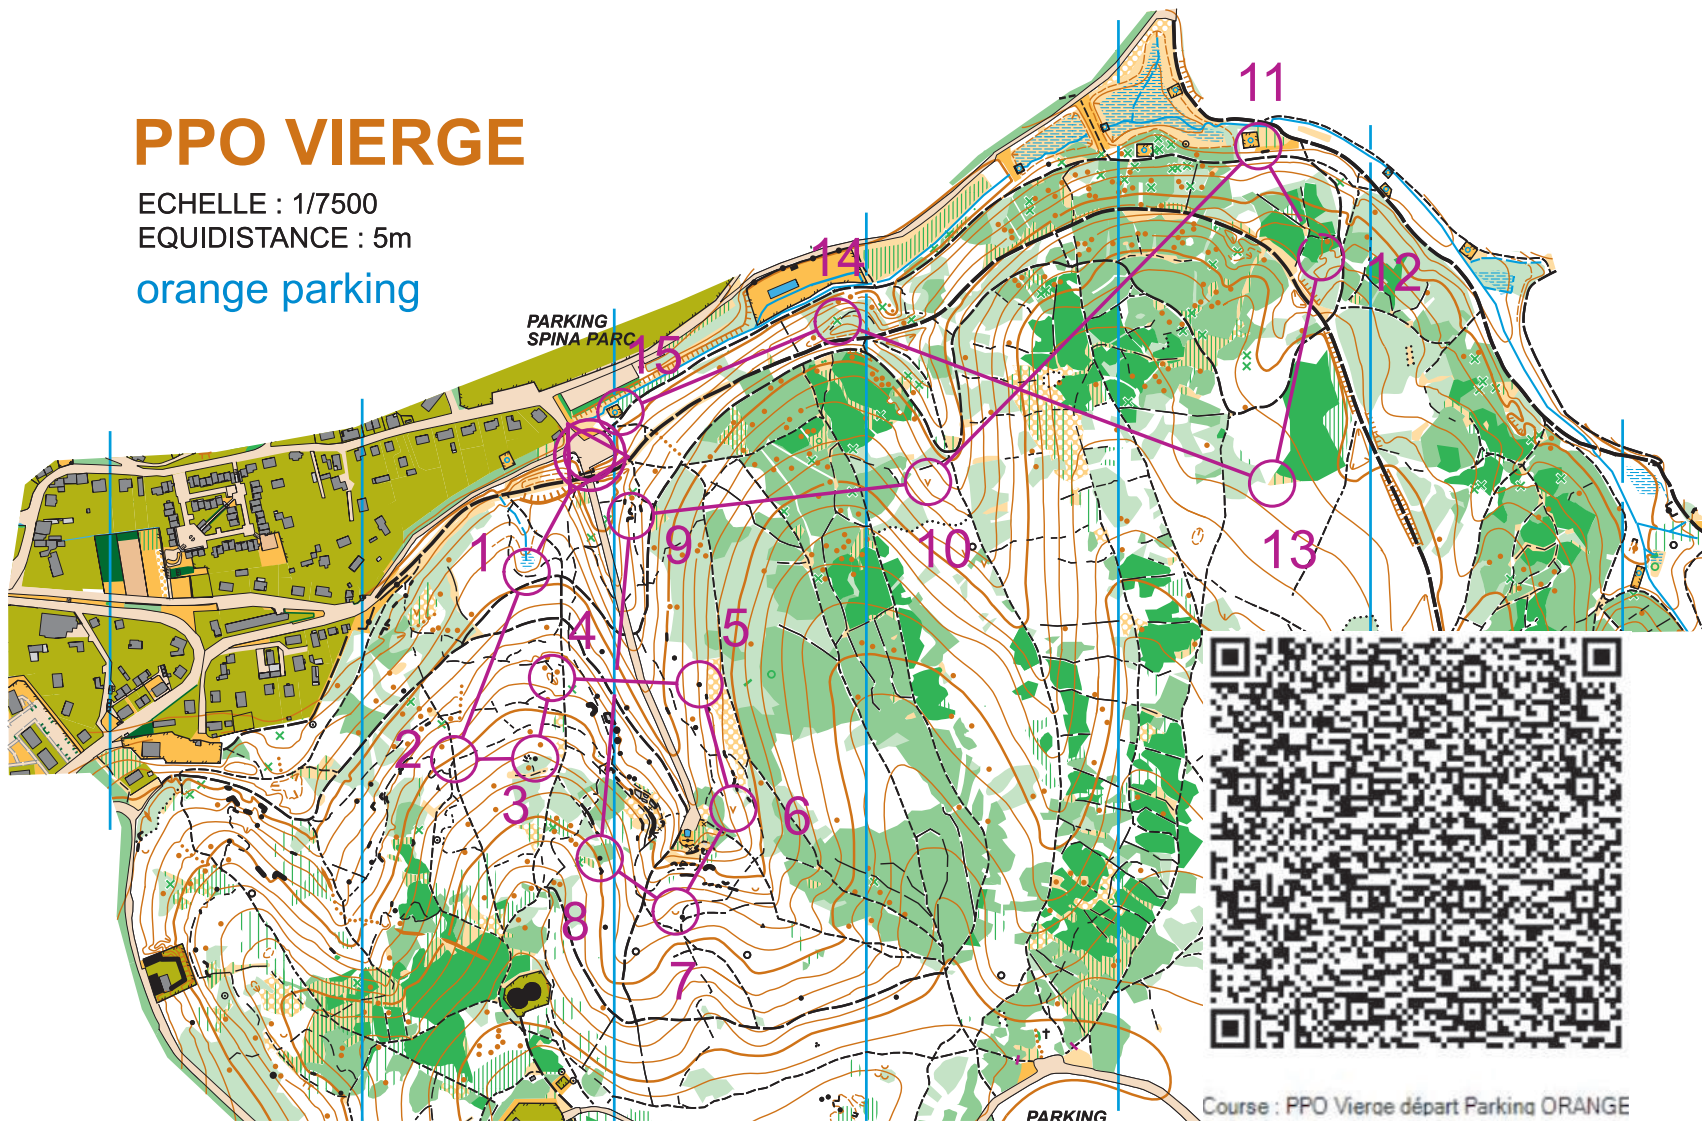 PPO VIERGE
ECHELLE : 1/7500
EQUIDISTANCE : 5m
orange parking
PARKING
SPINA PARC
11
14
12
15
1
9
10
13
4
5
2
3
6
8
7
PARKING
Course : PPO Vierge départ Parking ORANGE